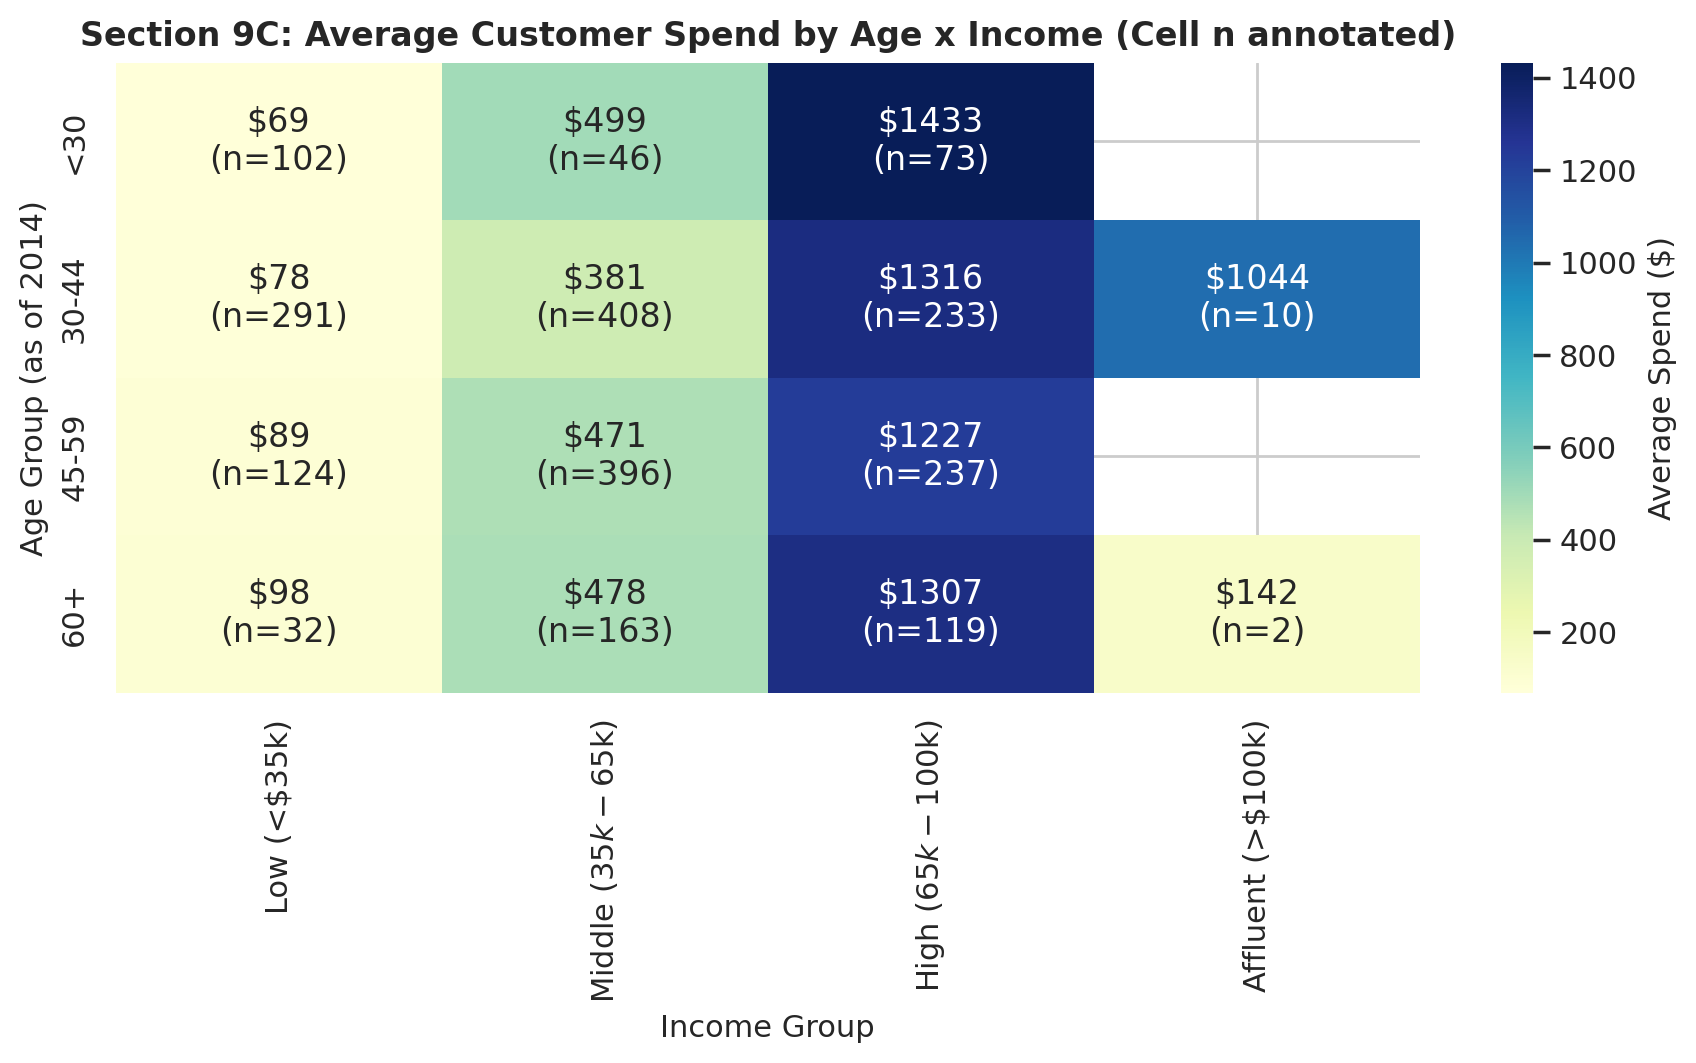 Section 9C: Average Customer Spend by Age x Income (Cell n annotated)
Age Group (as of 2014)
<30
$69
(n=102)
$499
(n=46)
$1433
(n=73)
30-44
$78
(n=291)
$381
(n=408)
$1316
(n=233)
$1044
(n=10)
45-59
$89
(n=124)
$471
(n=396)
$1227
(n=237)
60+
$98
(n=32)
$478
(n=163)
$1307
(n=119)
$142
(n=2)
Low (<$35k)
Middle (35k − 65k)
High (65k − 100k)
Affluent (>$100k)
Income Group
1400
1200
1000
800
600
400
200
Average Spend ($)